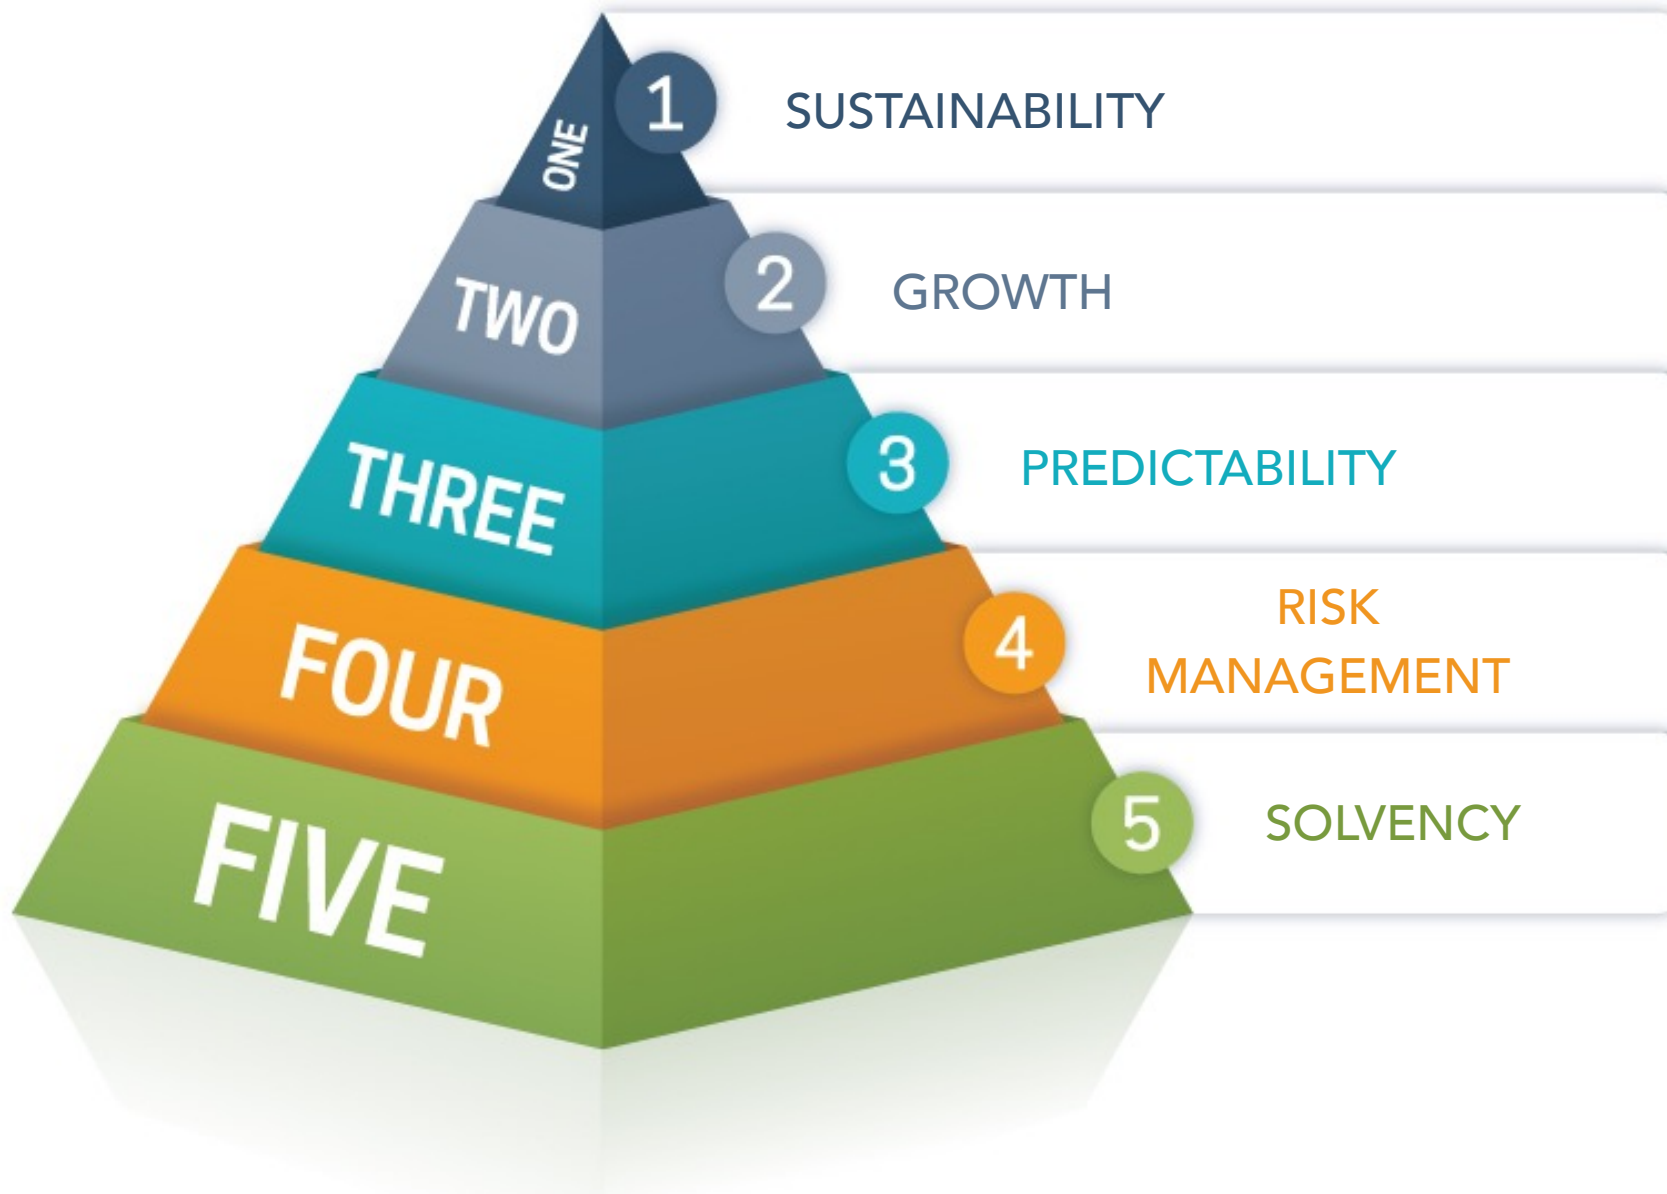 ONE
1
SUSTAINABILITY
TWO
2
GROWTH
THREE
3
PREDICTABILITY
FOUR
4
RISK
MANAGEMENT
FIVE
5
SOLVENCY